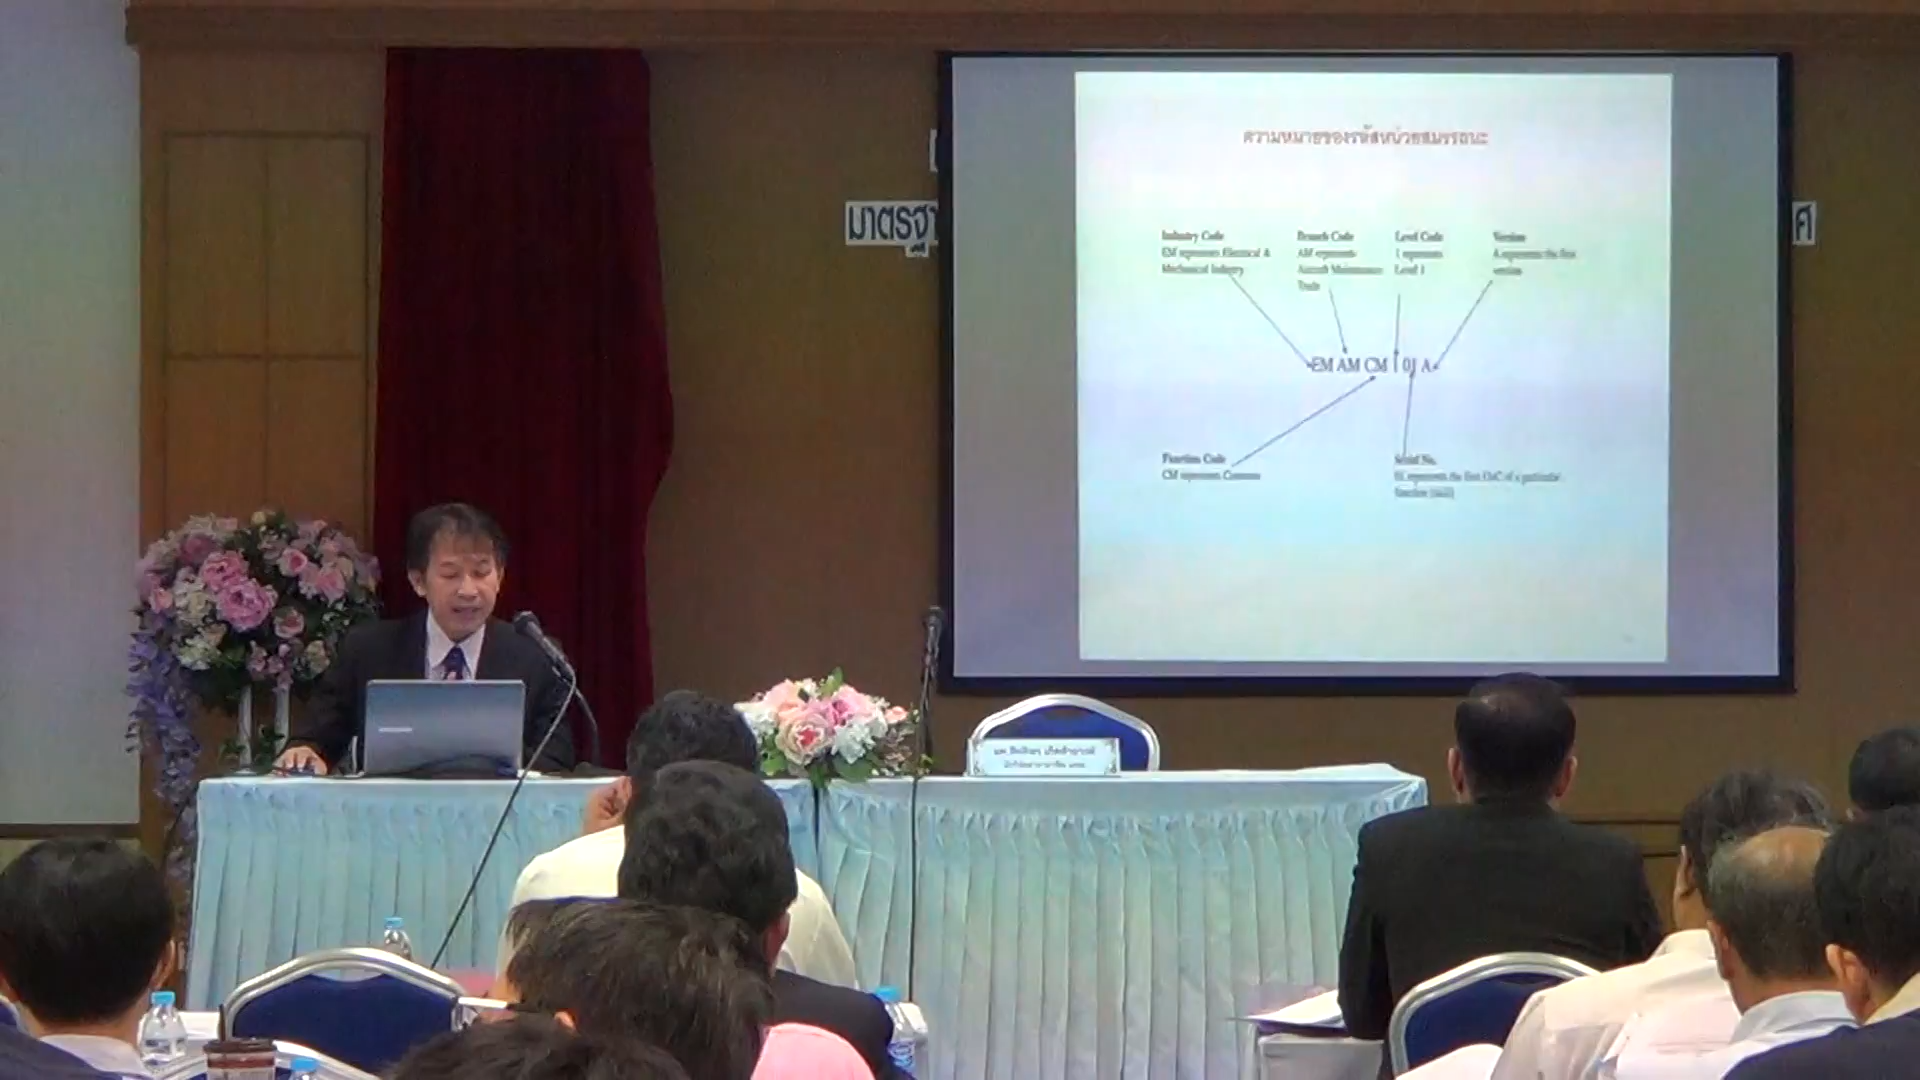 ความหมายของรหัสหน่วยสมรรถนะ
มาตรฐา
ศ
Industry Code
EM represents Electrical &
Mechanical Industry
Branch Code
AM represents
Aircraft Maintenance
Trade
Level Code
1 represents
Level 1
Version
A represents the first
version
EM AM CM 1 01 A
Function Code
CM represents Common
Serial No.
01 represents the first UoC of a particular
function (skill)